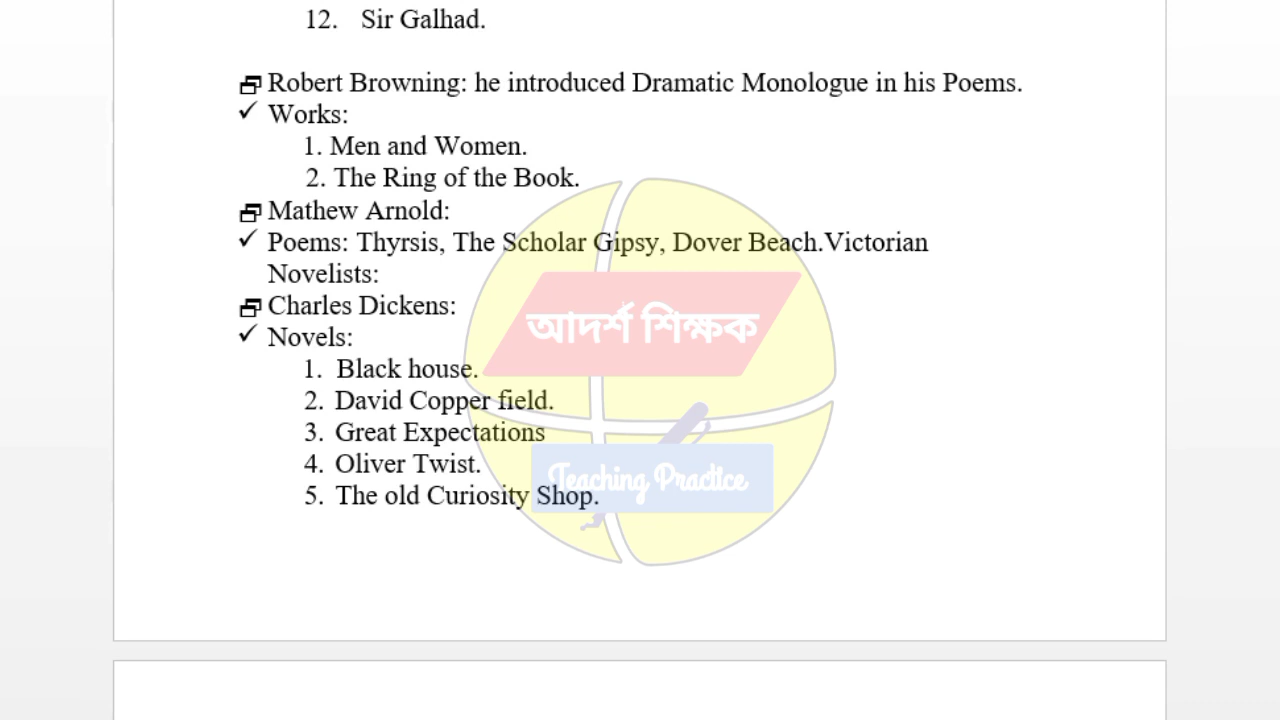 12. Sir Galhad.
Robert Browning: he introduced Dramatic Monologue in his Poems.
✓ Works:
1. Men and Women.
2. The Ring of the Book.
Mathew Arnold:
✓ Poems: Thyrsis, The Scholar Gipsy, Dover Beach.Victorian
Novelists:
Charles Dickens:
✓ Novels:
আদর্শ শিক্ষক
1. Black house.
2. David Copper field.
3. Great Expectations
4. Oliver Twist.
Teaching Practice
5. The old Curiosity Shop.